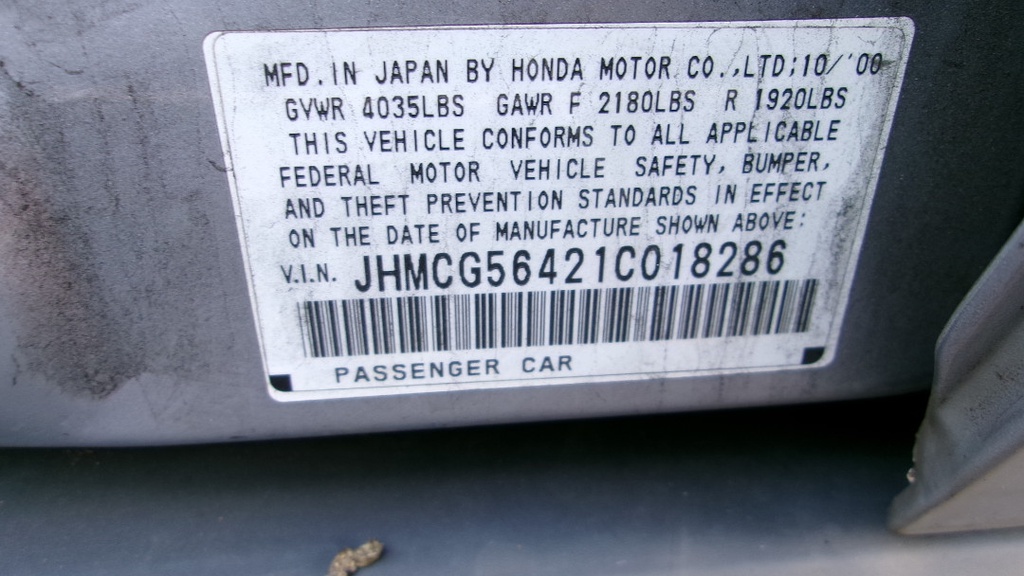 MFD. IN JAPAN BY HONDA MOTOR CO.,LTD;10/'00
GVWR 4035LBS GAWR F 2180LBS R 1920LBS
THIS VEHICLE CONFORMS TO ALL APPLICABLE
FEDERAL MOTOR VEHICLE SAFETY, BUMPER,
AND THEFT PREVENTION STANDARDS IN EFFECT
ON THE DATE OF MANUFACTURE SHOWN ABOVE:
V.I.N. JHMCG56421C018286
PASSENGER CAR